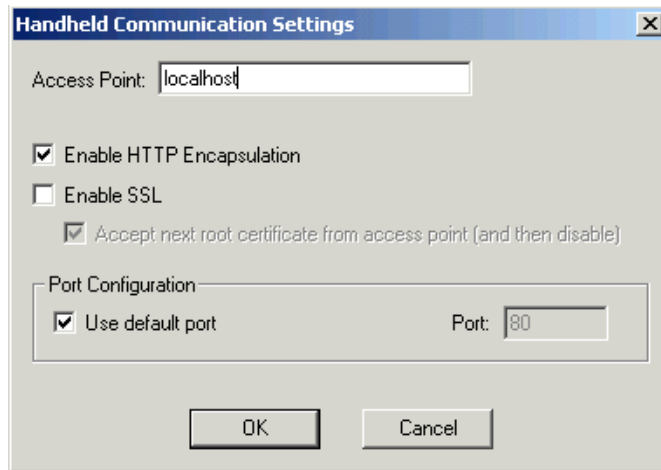 Handheld Communication Settings
Access Point: localhost
Enable HTTP Encapsulation
Enable SSL
Accept next root certificate from access point (and then disable)
Port Configuration
Use default port Port: 80
OK Cancel